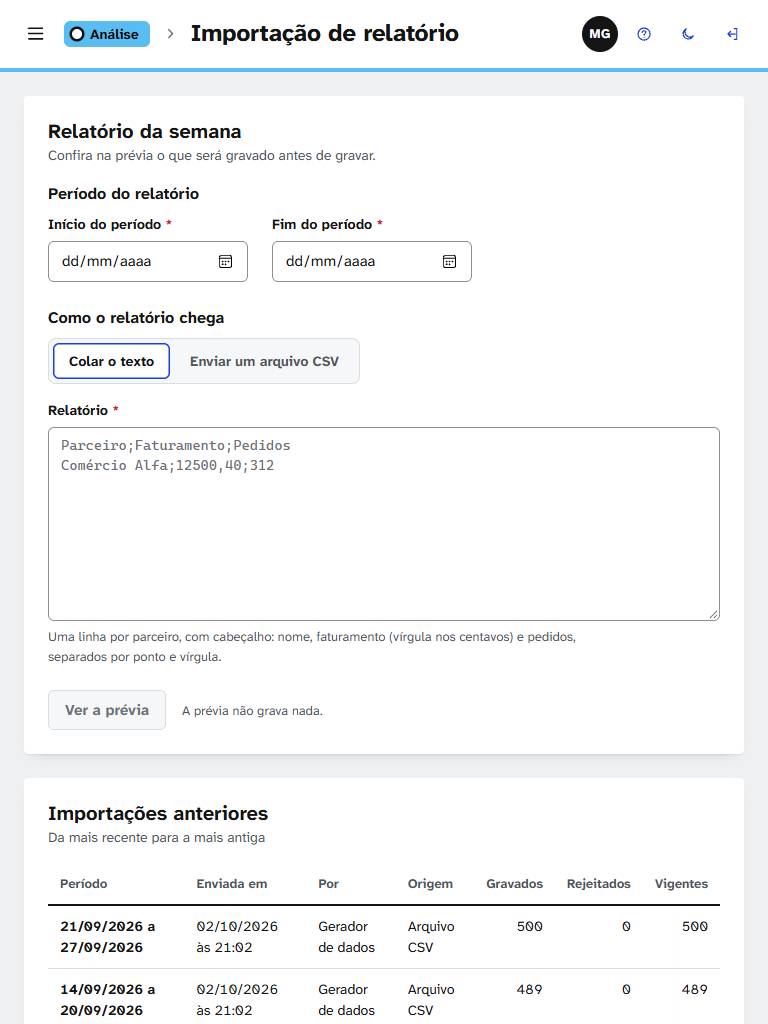 Análise
Importação de relatório
MG
Relatório da semana
Confira na prévia o que será gravado antes de gravar.
Período do relatório
Início do período *
Fim do período *
dd/mm/aaaa
dd/mm/aaaa
Como o relatório chega
Colar o texto
Enviar um arquivo CSV
Relatório *
Parceiro;Faturamento;Pedidos
Comércio Alfa;12500,40;312
Uma linha por parceiro, com cabeçalho: nome, faturamento (vírgula nos centavos) e pedidos,
separados por ponto e vírgula.
Ver a prévia
A prévia não grava nada.
Importações anteriores
Da mais recente para a mais antiga
Período Enviada em Por Origem Gravados Rejeitados Vigentes
21/09/2026 a 02/10/2026 Gerador Arquivo 500 0 500
27/09/2026 às 21:02 de dados CSV
14/09/2026 a 02/10/2026 Gerador Arquivo 489 0 489
20/09/2026 às 21:02 de dados CSV